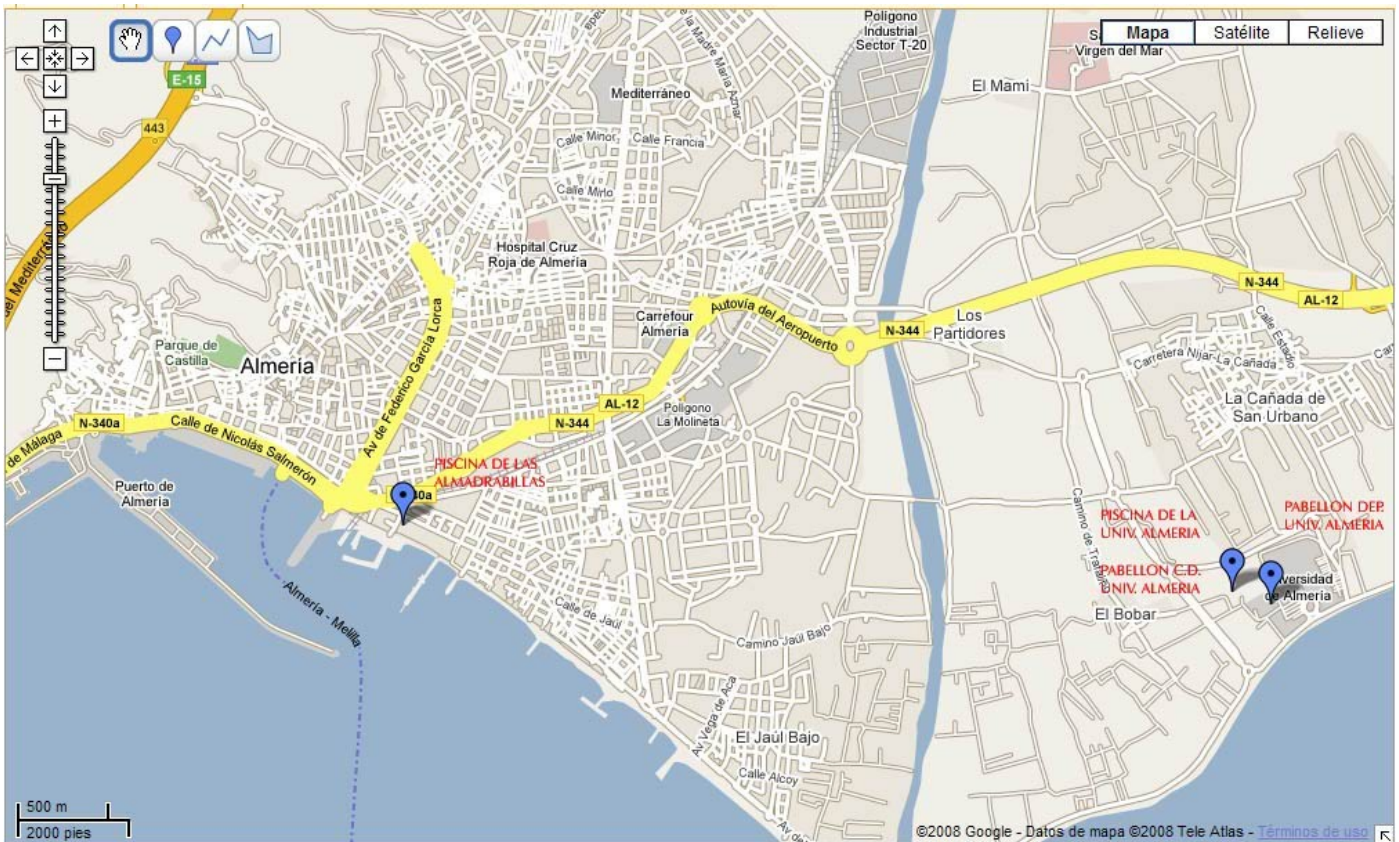 Polígono
Industrial
Sector T-20
Virgen del Mar
Mapa
Satélite
Relieve
E-15
443
El Mami
Mediterráneo
Calle Minor
Calle Francia
Calle Mirlo
Hospital Cruz
Roja de Almería
Carrefour
Almería
Autovía del Aeropuerto
N-344
Los
Partidores
N-344
AL-12
Calle Estadio
Carretera Nijar-La Cañada
La Cañada de
San Urbano
Parque de
Castilla
Almería
Av de Federico García Lorca
AL-12
N-344
Polígono
La Molineta
N-340a
Calle de Nicolás Salmerón
de Málaga
Puerto de
Almería
PISCINA DE LAS
ALMADRABILLAS
Almería - Melilla
Camino de Tranvía
PISCINA DE LA
UNIV. ALMERIA
PABELLON DEP.
UNIV. ALMERIA
PABELLON C.D.
UNIV. ALMERIA
de Almería
El Bobar
Calle de Jaúl
Camino Jaúl Bajo
Av Vega de Aca
El Jaúl Bajo
Calle Alcoy
500 m
2000 pies
©2008 Google - Datos de mapa ©2008 Tele Atlas - Términos de uso